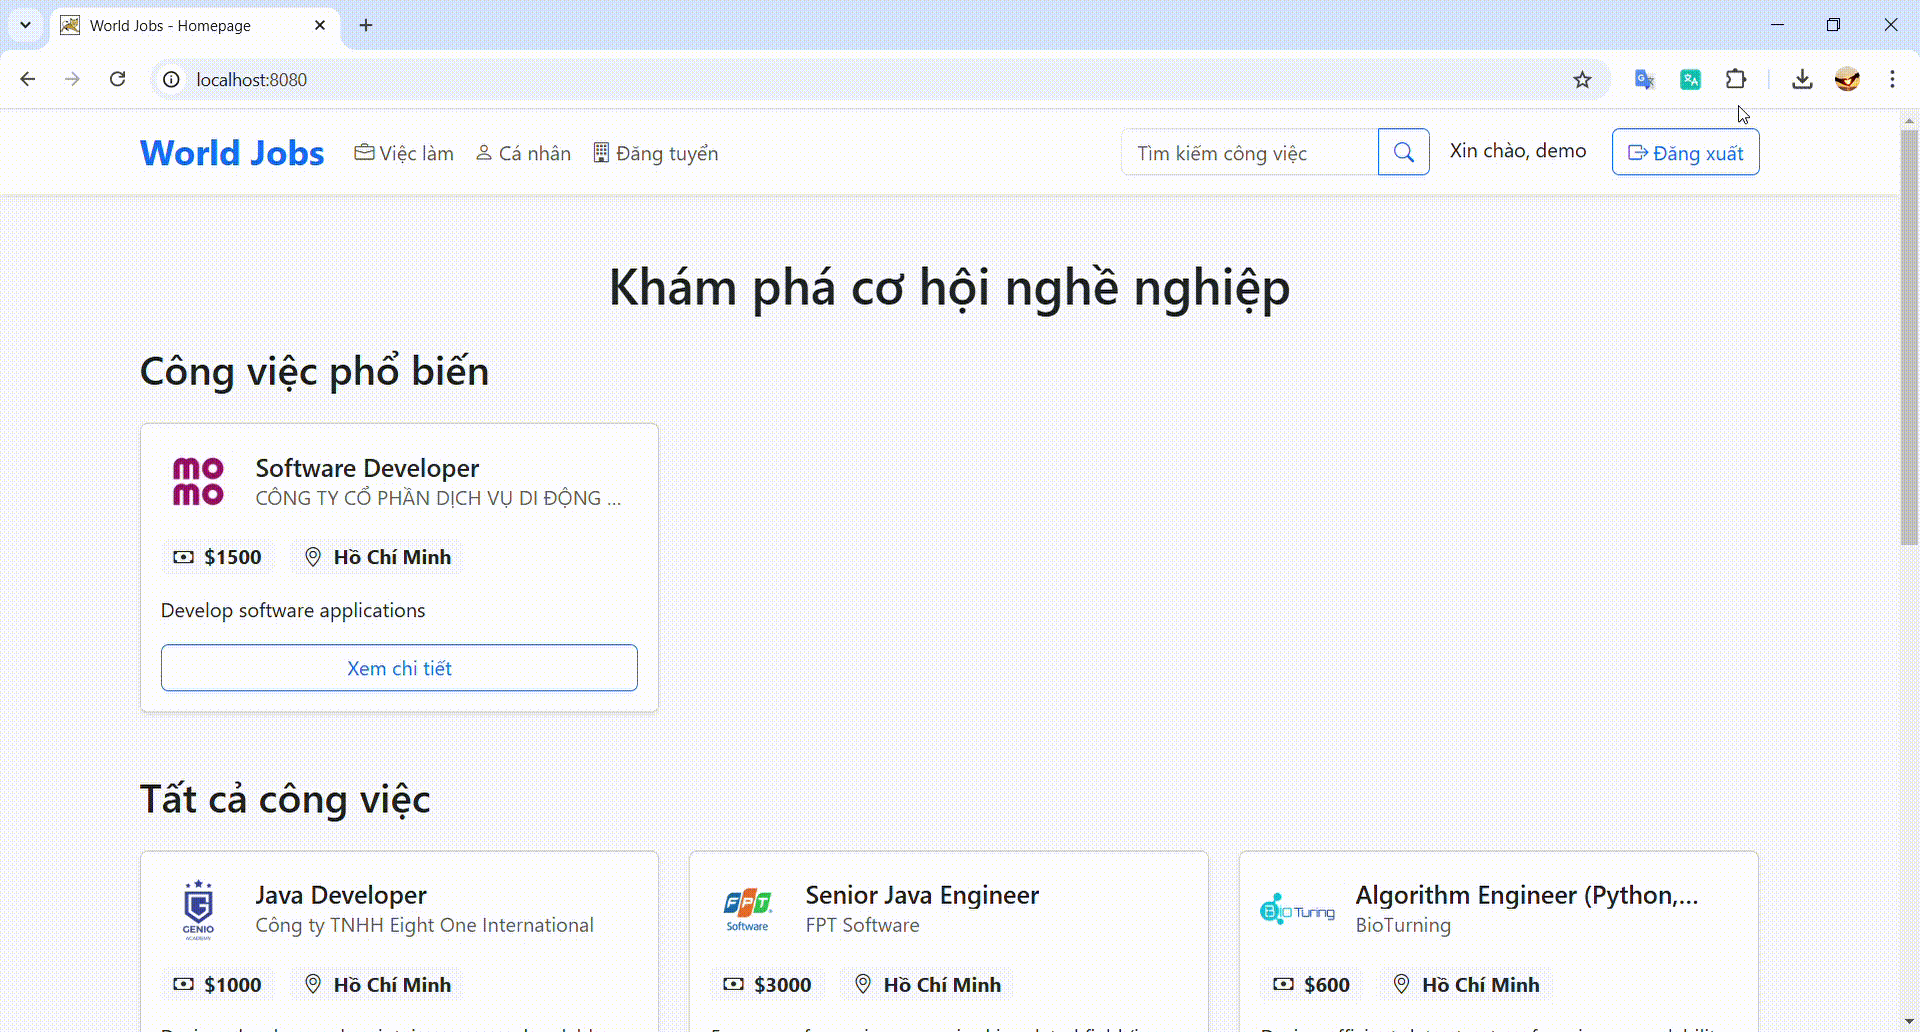 World Jobs - Homepage
localhost:8080
World Jobs
Việc làm
Cá nhân
Đăng tuyển
Tìm kiếm công việc
Xin chào, demo
Đăng xuất
Khám phá cơ hội nghề nghiệp
Công việc phổ biến
mo
mo
Software Developer
CÔNG TY CỔ PHẦN DỊCH VỤ DI ĐỘNG ...
$1500
Hồ Chí Minh
Develop software applications
Xem chi tiết
Tất cả công việc
GENIO
ACADEMY
Java Developer
Công ty TNHH Eight One International
$1000
Hồ Chí Minh
FPT
Software
Senior Java Engineer
FPT Software
$3000
Hồ Chí Minh
BioTuring
Algorithm Engineer (Python,...
BioTurning
$600
Hồ Chí Minh